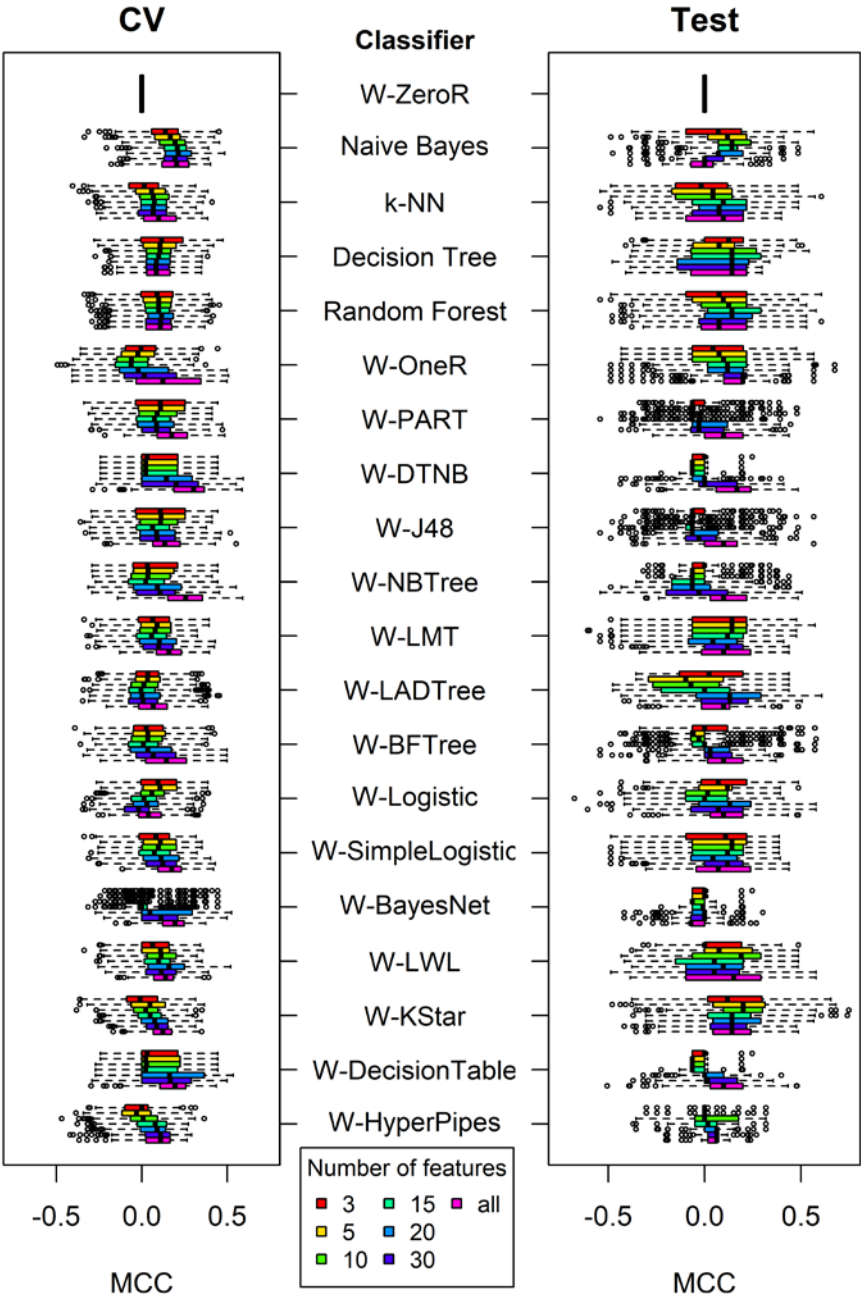 CV
Classifier
Test
W-ZeroR
Naive Bayes
k-NN
Decision Tree
Random Forest
W-OneR
W-PART
W-DTNB
W-J48
W-NBTree
W-LMT
W-LADTree
W-BFTree
W-Logistic
W-SimpleLogistic
W-BayesNet
W-LWL
W-KStar
W-DecisionTable
W-HyperPipes
Number of features
3 15 all
5 20
10 30
-0.5 0.0 0.5
-0.5 0.0 0.5
MCC
MCC